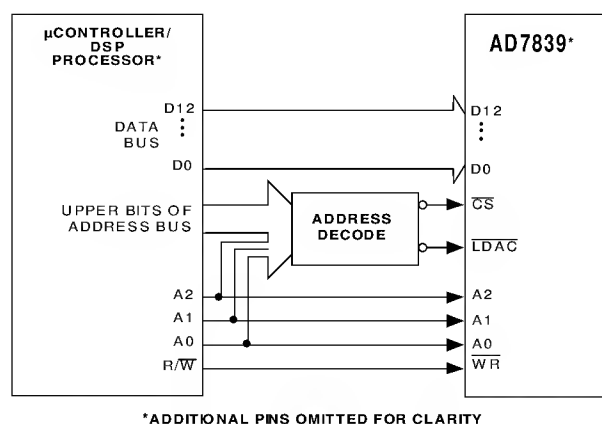 µCONTROLLER/
DSP
PROCESSOR*
AD7839*
D12
D12
DATA
BUS
D0
D0
UPPER BITS OF
ADDRESS BUS
ADDRESS
DECODE
CS
LDAC
A2
A2
A1
A1
A0
A0
R/W
WR
*ADDITIONAL PINS OMITTED FOR CLARITY